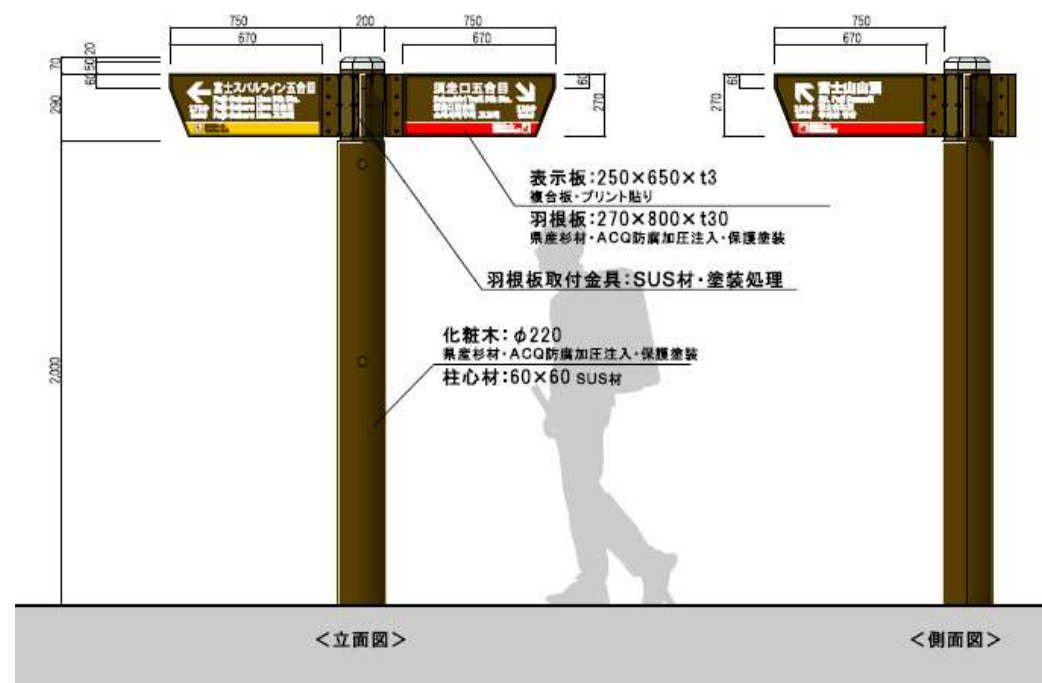 750
200
750
750
670
670
670
20
50
60
70
290
60
270
60
270
富士スバルライン五合目
須走口五合目
富士山山頂
表示板:250×650×t3
複合板・プリント貼り
羽根板:270×800×t30
県産杉材・ACQ防腐加圧注入・保護塗装
羽根板取付金具:SUS材・塗装処理
化粧木:φ220
県産杉材・ACQ防腐加圧注入・保護塗装
柱心材:60×60 SUS材
2,000
＜立面図＞
＜側面図＞